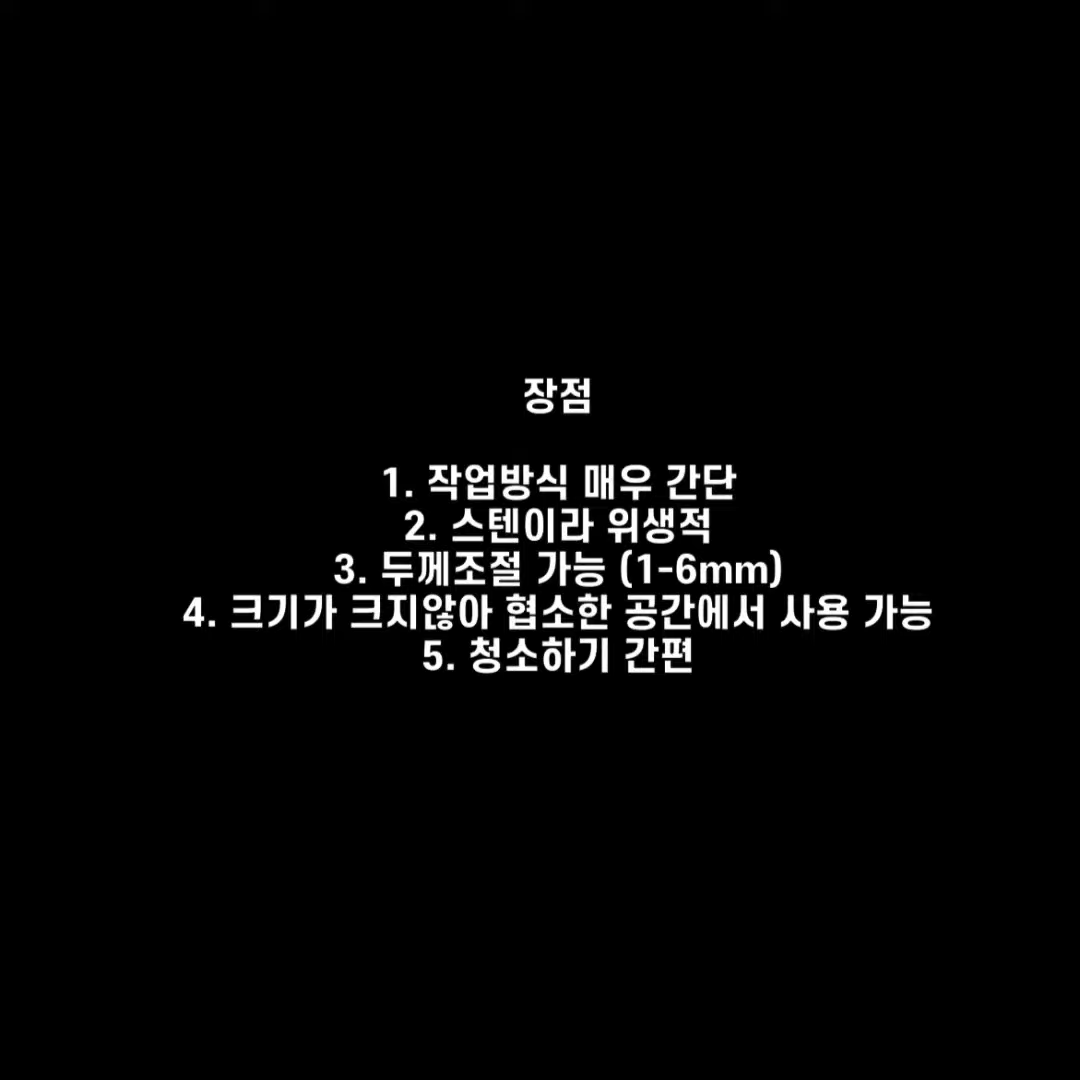 장점
1. 작업방식 매우 간단
2. 스텐이라 위생적
3. 두께조절 가능 (1-6mm)
4. 크기가 크지않아 협소한 공간에서 사용 가능
5. 청소하기 간편